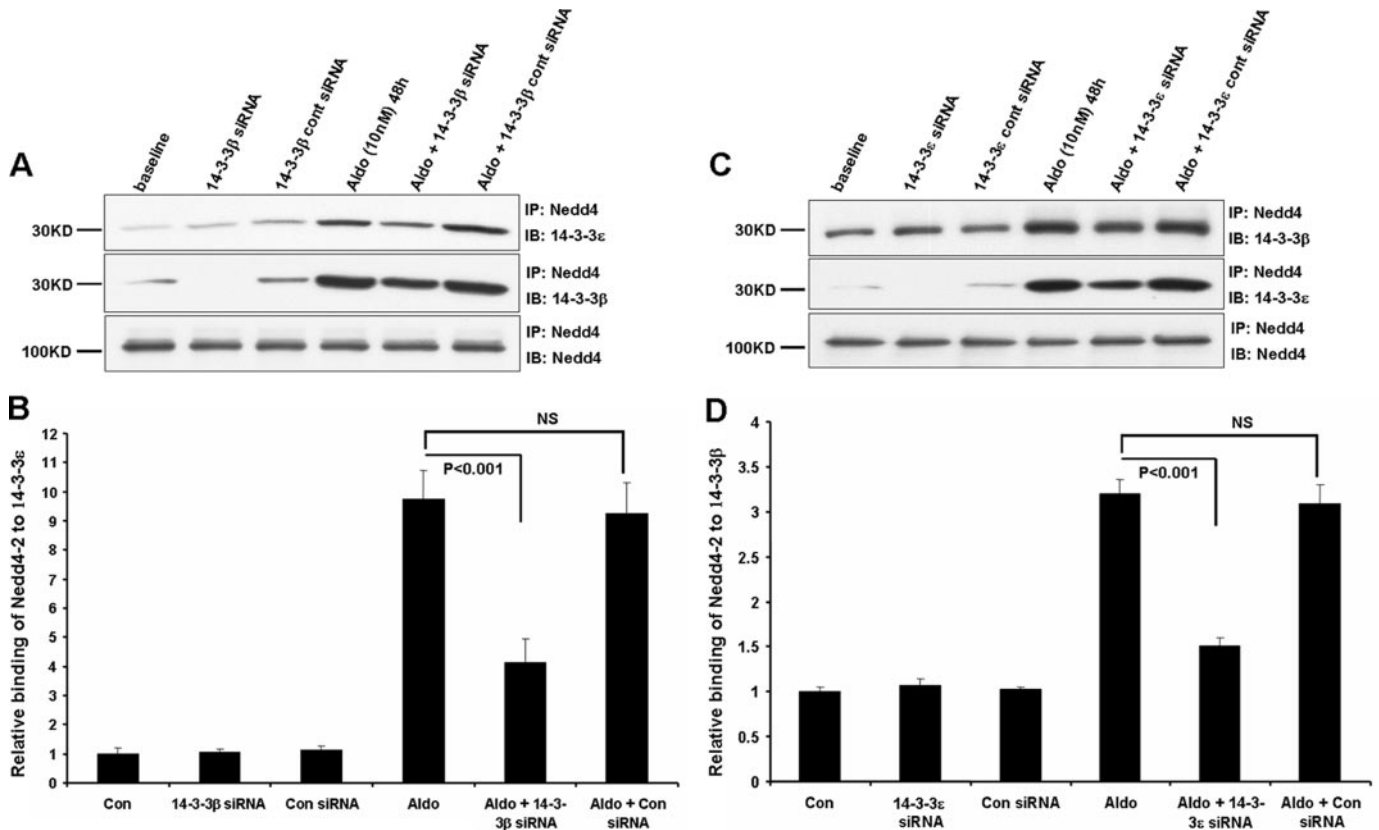 A
baseline
14-3-3β siRNA
14-3-3β cont siRNA
Aldo (10nM) 48h
Aldo + 14-3-3β siRNA
Aldo + 14-3-3β cont siRNA
30KD
IP: Nedd4
IB: 14-3-3ε
30KD
IP: Nedd4
IB: 14-3-3β
100KD
IP: Nedd4
IB: Nedd4
C
baseline
14-3-3ε siRNA
14-3-3ε cont siRNA
Aldo (10nM) 48h
Aldo + 14-3-3ε siRNA
Aldo + 14-3-3ε cont siRNA
30KD
IP: Nedd4
IB: 14-3-3β
30KD
IP: Nedd4
IB: 14-3-3ε
100KD
IP: Nedd4
IB: Nedd4
B
Relative binding of Nedd4-2 to 14-3-3ε
12
11
10
9
8
7
6
5
4
3
2
1
0
NS
P<0.001
Con
14-3-3β siRNA
Con siRNA
Aldo
Aldo + 14-3-
3β siRNA
Aldo + Con
siRNA
D
Relative binding of Nedd4-2 to 14-3-3β
4
3.5
3
2.5
2
1.5
1
0.5
0
NS
P<0.001
Con
14-3-3ε
siRNA
Con siRNA
Aldo
Aldo + 14-3-
3ε siRNA
Aldo + Con
siRNA